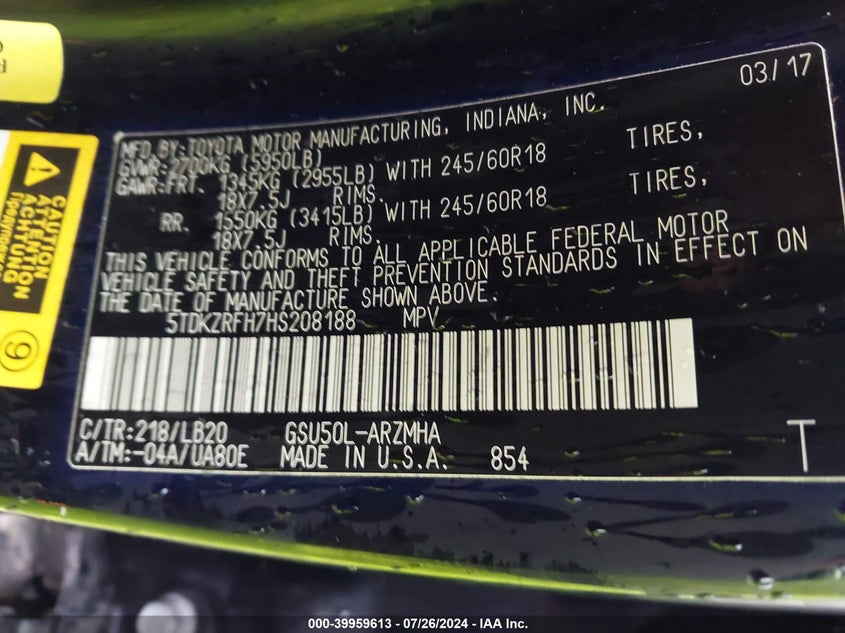 03/17
MFD.BY:TOYOTA MOTOR MANUFACTURING, INDIANA, INC.
GVWR:2700KG (5950LB)
GAWR:FRT. 1345KG (2955LB) WITH 245/60R18 TIRES,
18X7.5J RIMS.
RR. 1550KG (3415LB) WITH 245/60R18 TIRES,
18X7.5J RIMS.
THIS VEHICLE CONFORMS TO ALL APPLICABLE FEDERAL MOTOR
VEHICLE SAFETY AND THEFT PREVENTION STANDARDS IN EFFECT ON
THE DATE OF MANUFACTURE SHOWN ABOVE.
5TDKZRFH7HS208188 MPV
C/TR:218/LB20 GSU50L-ARZMHA
A/TM:-04A/UA80E MADE IN U.S.A. 854
T
CAUTION
ATTENTION
ACHTUNG
9
000-39959613 - 07/26/2024 - IAA Inc.